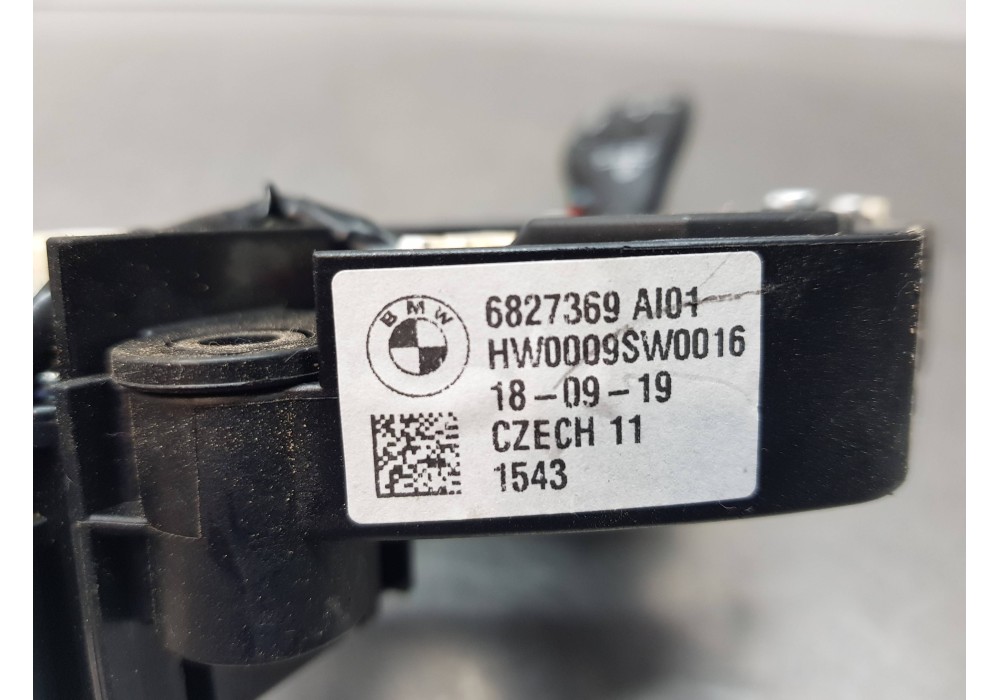 BMW
6827369 AI01
HW0009SW0016
18-09-19
CZECH 11
1543